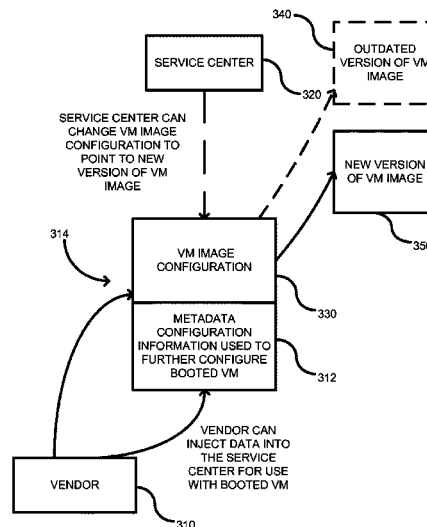 340
OUTDATED
VERSION OF VM
IMAGE
SERVICE CENTER
320
SERVICE CENTER CAN
CHANGE VM IMAGE
CONFIGURATION TO
POINT TO NEW
VERSION OF VM
IMAGE
NEW VERSION
OF VM IMAGE
350
314
VM IMAGE
CONFIGURATION
330
METADATA
CONFIGURATION
INFORMATION USED TO
FURTHER CONFIGURE
BOOTED VM
312
VENDOR CAN
INJECT DATA INTO
THE SERVICE
CENTER FOR USE
WITH BOOTED VM
VENDOR
310